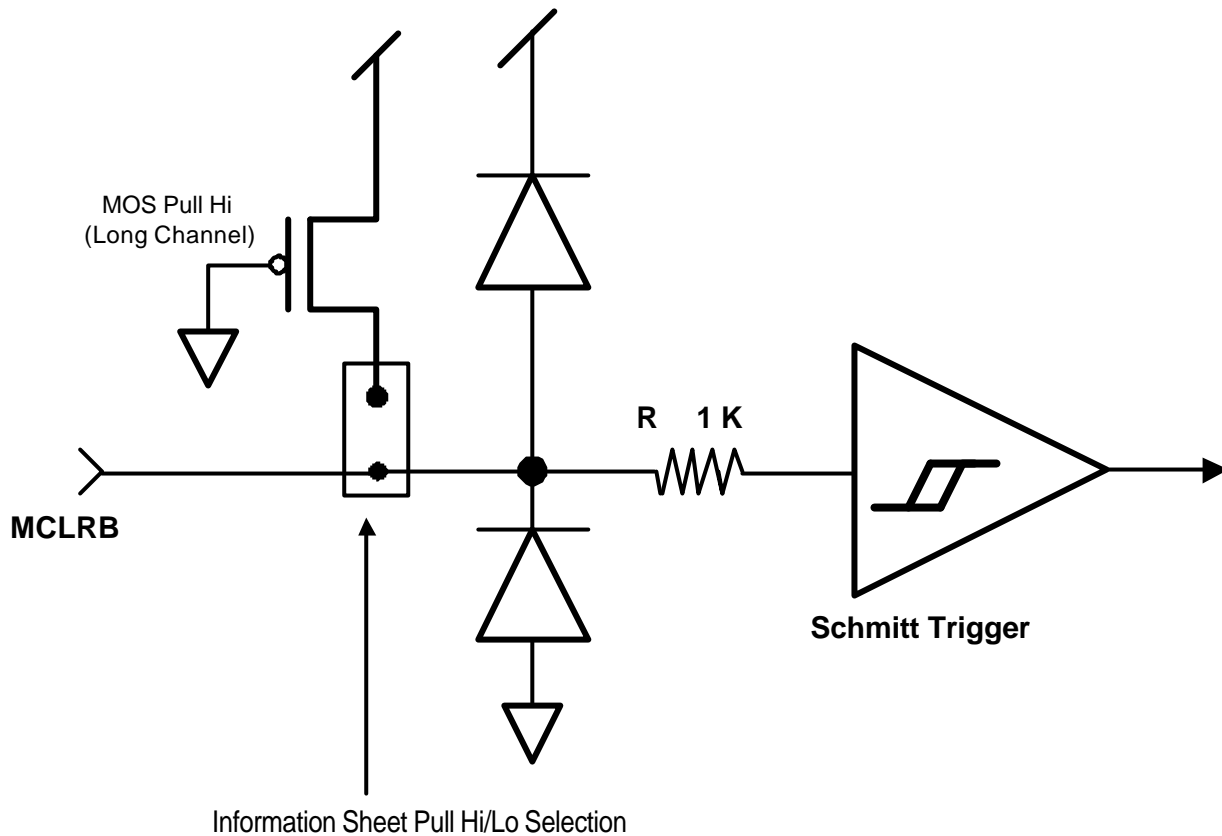 MOS Pull Hi
(Long Channel)
R 1 K
MCLRB
Schmitt Trigger
Information Sheet Pull Hi/Lo Selection